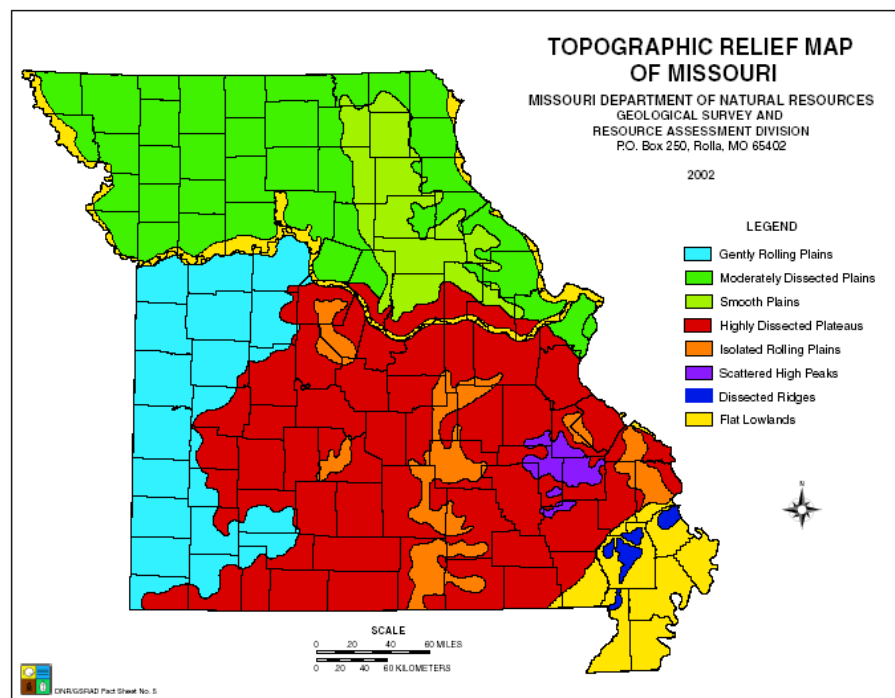 TOPOGRAPHIC RELIEF MAP
OF MISSOURI
MISSOURI DEPARTMENT OF NATURAL RESOURCES
GEOLOGICAL SURVEY AND
RESOURCE ASSESSMENT DIVISION
P.O. Box 250, Rolla, MO 65402
2002
LEGEND
Gently Rolling Plains
Moderately Dissected Plains
Smooth Plains
Highly Dissected Plateaus
Isolated Rolling Plains
Scattered High Peaks
Dissected Ridges
Flat Lowlands
N
SCALE
0 20 40 60 MILES
0 20 40 60 KILOMETERS
DNR/GSRAD Fact Sheet No. 5